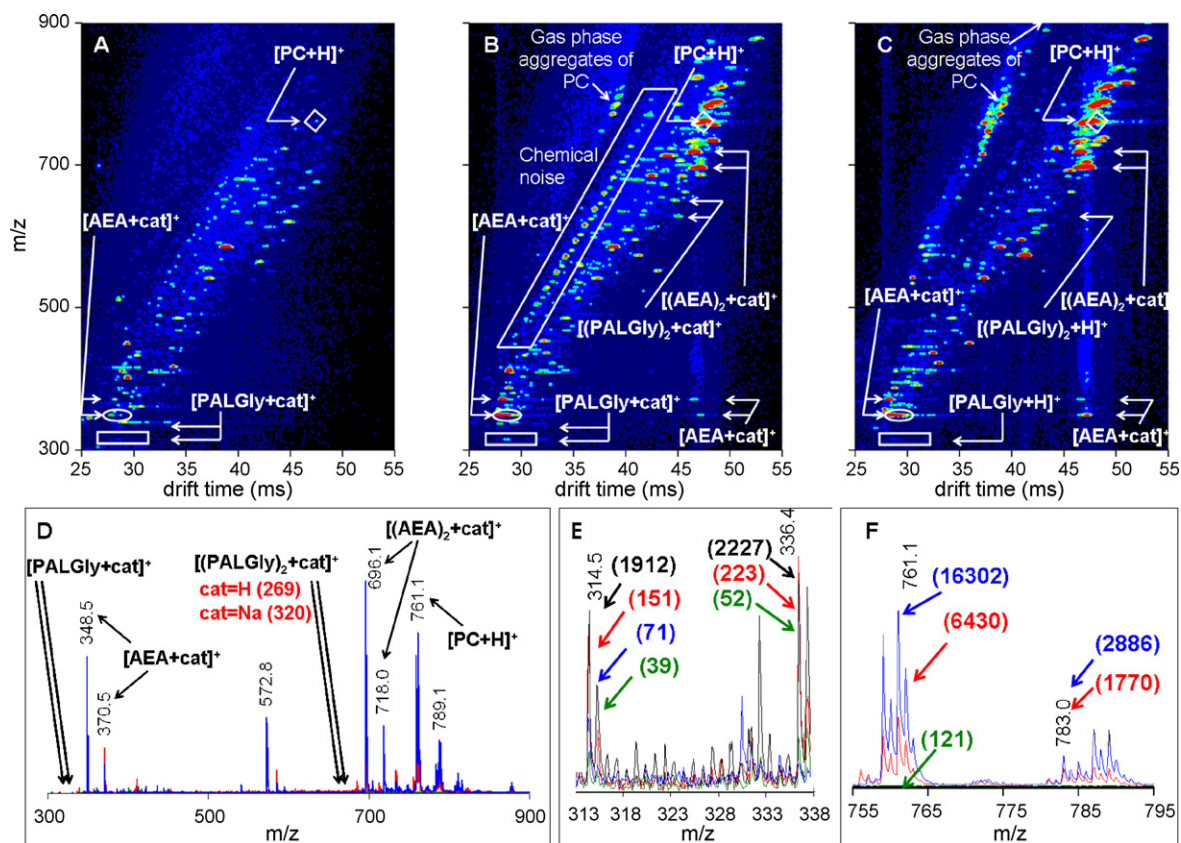 A
[PC+H]⁺
[AEA+cat]⁺
[PALGly+cat]⁺
900
700
500
300
m/z
25 30 35 40 45 50 55
drift time (ms)
B
Gas phase
aggregates of
PC
[PC+H]⁺
Chemical
noise
[AEA+cat]⁺
[(AEA)₂+cat]⁺
[(PALGly)₂+cat]⁺
[PALGly+cat]⁺
[AEA+cat]⁺
25 30 35 40 45 50 55
drift time (ms)
C
Gas phase
aggregates of
PC
[PC+H]⁺
[AEA+cat]⁺
[(AEA)₂+cat]⁺
[(PALGly)₂+H]⁺
[PALGly+H]⁺
[AEA+cat]⁺
25 30 35 40 45 50 55
drift time (ms)
D
[PALGly+cat]⁺
[(PALGly)₂+cat]⁺
cat=H (269)
cat=Na (320)
[(AEA)₂+cat]⁺
[PC+H]⁺
[AEA+cat]⁺
348.5
370.5
572.8
696.1
718.0
761.1
789.1
300 500 700 900
m/z
E
314.5
(1912)
(151)
(71)
(39)
(2227)
(223)
(52)
336.4
313 318 323 328 333 338
m/z
F
761.1
(16302)
(6430)
(121)
783.0
(2886)
(1770)
755 765 775 785 795
m/z